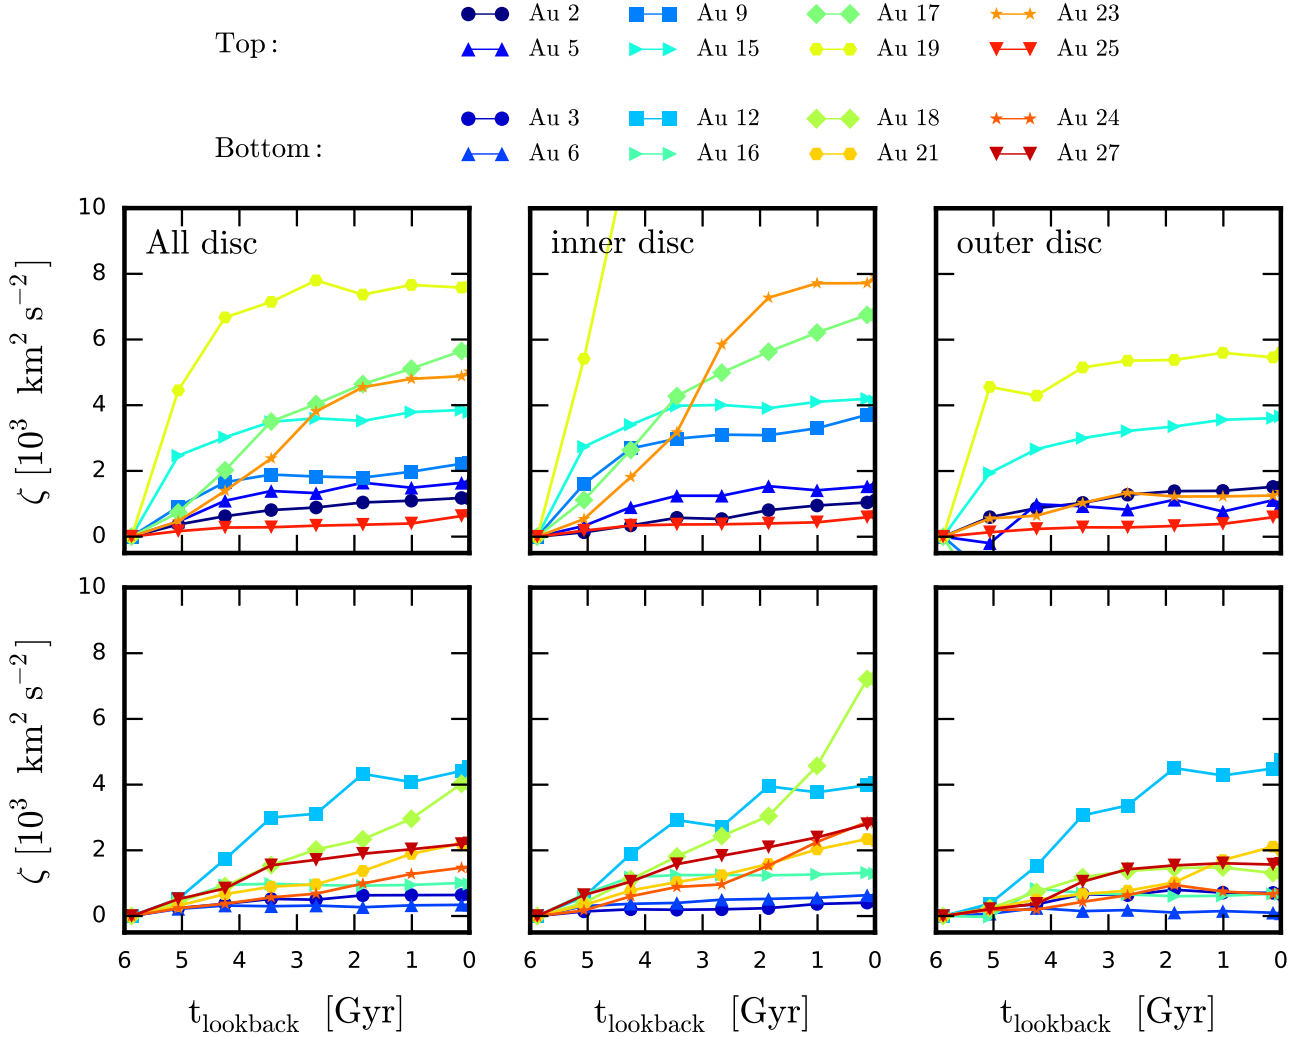 Top:
Au 2 Au 9 Au 17 Au 23
Au 5 Au 15 Au 19 Au 25
Bottom:
Au 3 Au 12 Au 18 Au 24
Au 6 Au 16 Au 21 Au 27
ζ [10³ km² s⁻²]
10
8
6
4
2
0
All disc
inner disc
outer disc
ζ [10³ km² s⁻²]
10
8
6
4
2
0
6 5 4 3 2 1 0
6 5 4 3 2 1 0
6 5 4 3 2 1 0
t_lookback [Gyr]
t_lookback [Gyr]
t_lookback [Gyr]